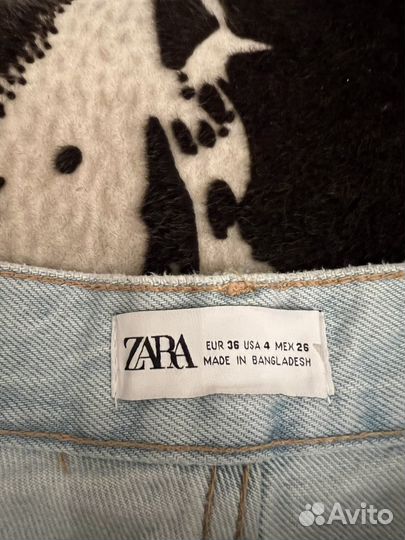 ZARA
EUR 36 USA 4 MEX 26
MADE IN BANGLADESH
Avito